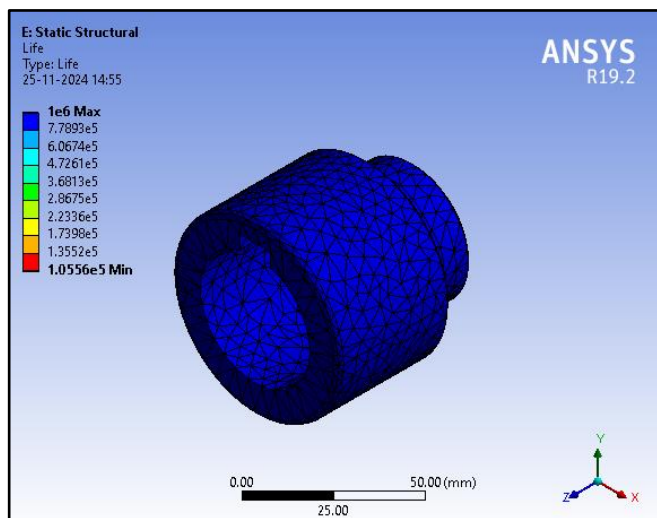 E: Static Structural
Life
Type: Life
25-11-2024 14:55
ANSYS
R19.2
1e6 Max
7.7893e5
6.0674e5
4.7261e5
3.6813e5
2.8675e5
2.2336e5
1.7398e5
1.3552e5
1.0556e5 Min
0.00
50.00 (mm)
25.00
Y
Z
X